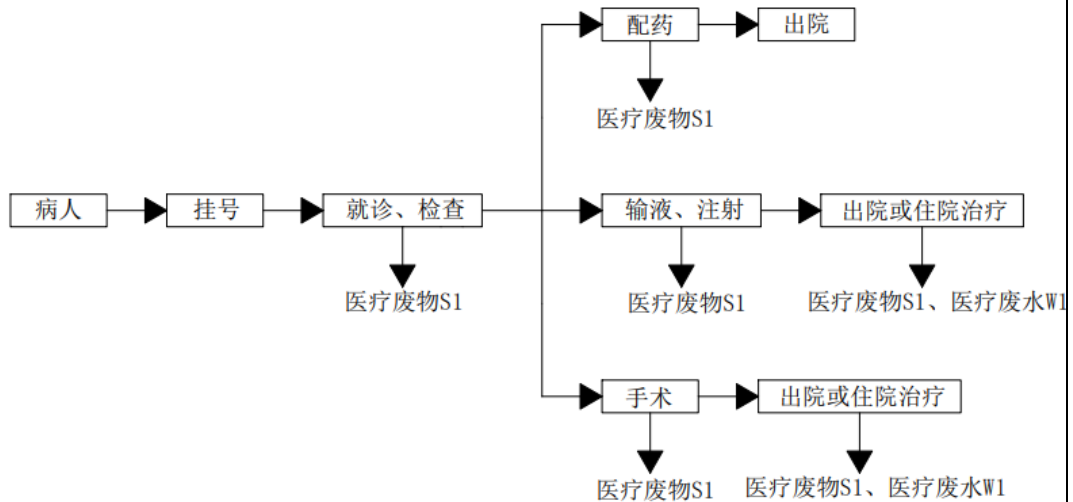 配药
出院
医疗废物S1
病人
挂号
就诊、检查
输液、注射
出院或住院治疗
医疗废物S1
医疗废物S1
医疗废物S1、医疗废水W1
手术
出院或住院治疗
医疗废物S1
医疗废物S1、医疗废水W1